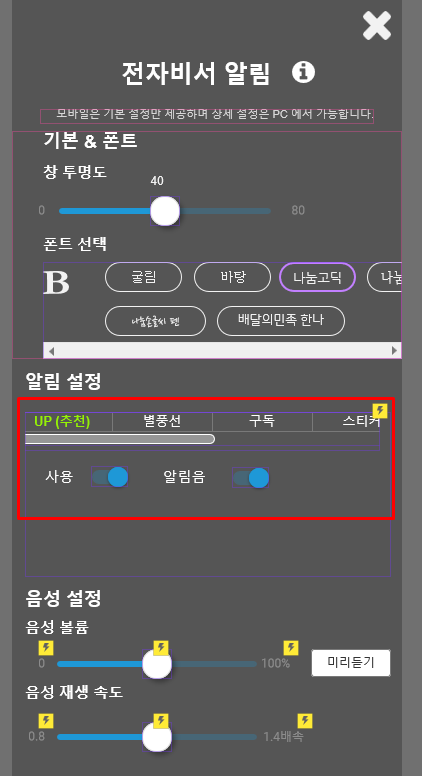 전자비서 알림
모바일은 기본 설정만 제공하며 상세 설정은 PC 에서 가능합니다.
기본 & 폰트
창 투명도
40
0 80
폰트 선택
B 굴림 바탕 나눔고딕 나눔
나눔손글씨 펜 배달의민족 한나
알림 설정
UP (추천) 별풍선 구독 스티커
사용 알림음
음성 설정
음성 볼륨
0 100% 미리듣기
음성 재생 속도
0.8 1.4배속